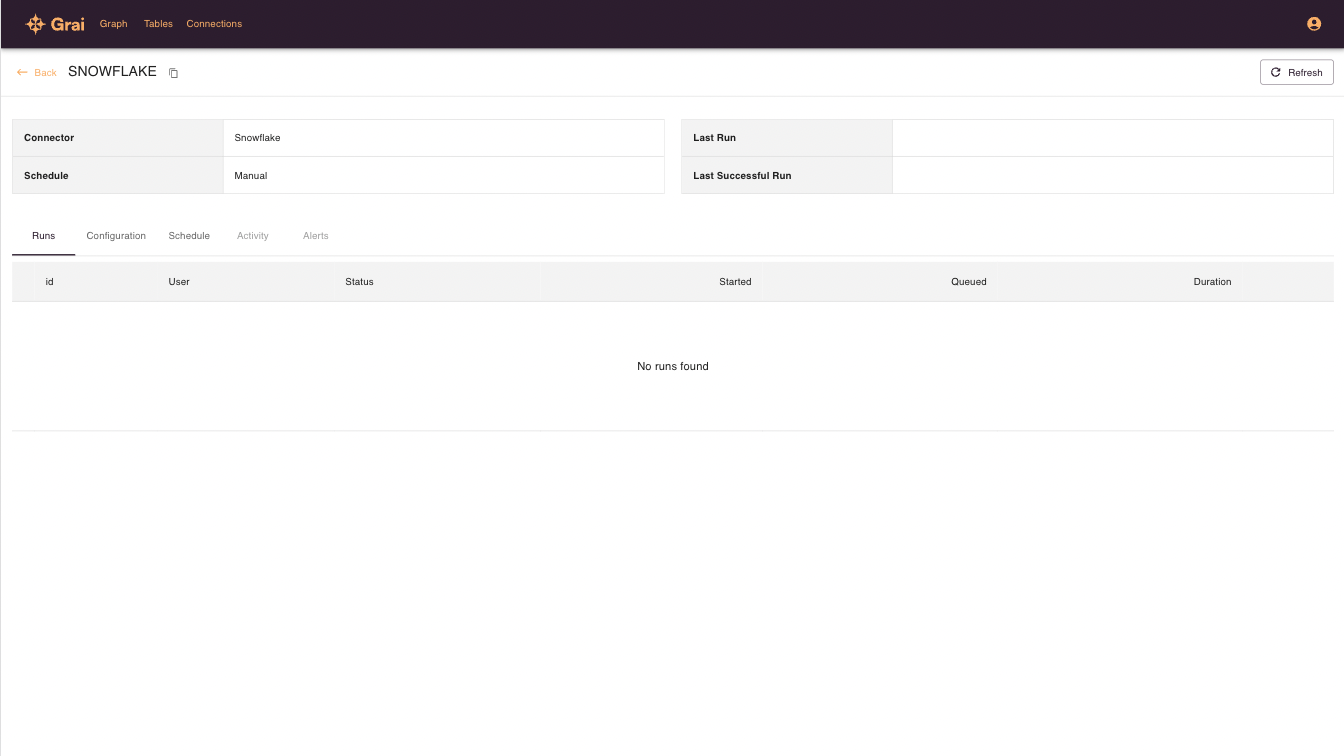 Grai Graph Tables Connections
Back SNOWFLAKE Refresh
Connector Snowflake Last Run
Schedule Manual Last Successful Run
Runs Configuration Schedule Activity Alerts
id User Status Started Queued Duration
No runs found